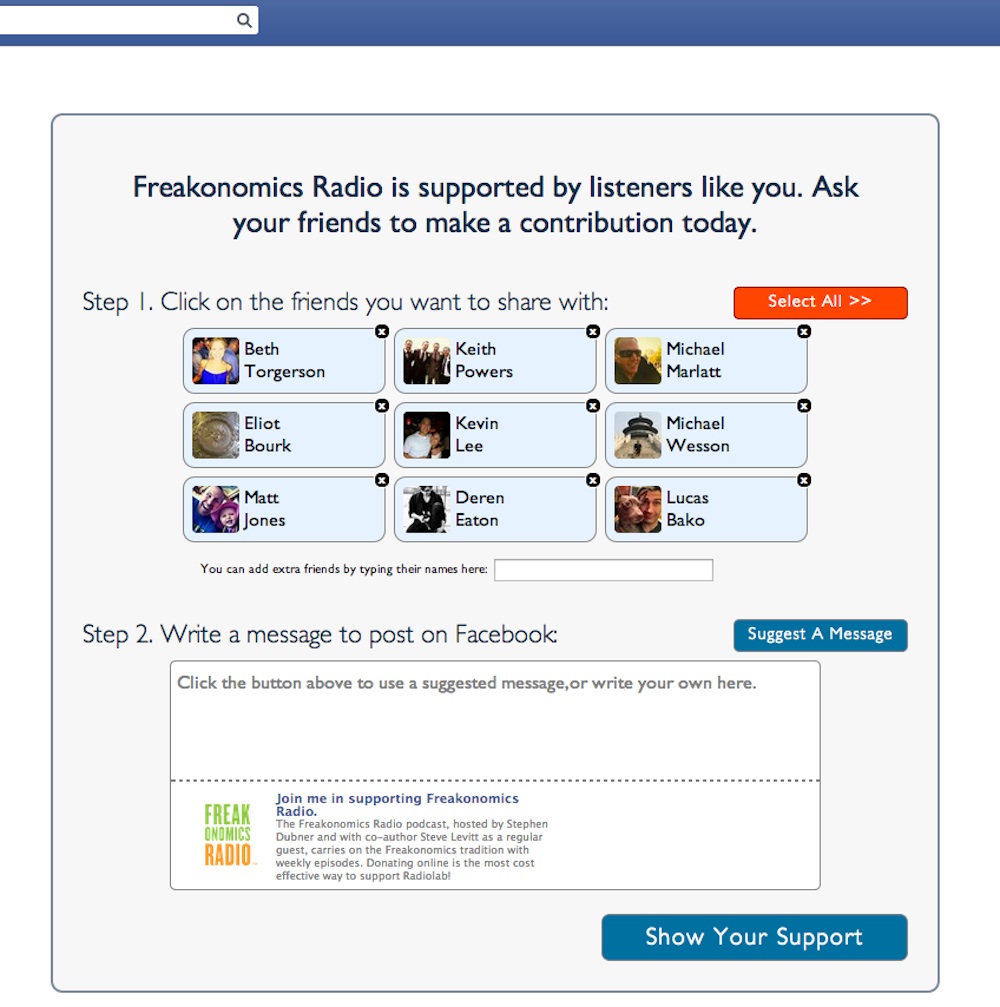 Freakonomics Radio is supported by listeners like you. Ask
your friends to make a contribution today.
Step 1. Click on the friends you want to share with:
Select All >>
Beth
Torgerson
Keith
Powers
Michael
Marlatt
Eliot
Bourk
Kevin
Lee
Michael
Wesson
Matt
Jones
Deren
Eaton
Lucas
Bako
You can add extra friends by typing their names here:
Step 2. Write a message to post on Facebook:
Suggest A Message
Click the button above to use a suggested message,or write your own here.
FREAK
ONOMICS
RADIO
Join me in supporting Freakonomics
Radio.
The Freakonomics Radio podcast, hosted by Stephen
Dubner and with co-author Steve Levitt as a regular
guest, carries on the Freakonomics tradition with
weekly episodes. Donating online is the most cost
effective way to support Radiolab!
Show Your Support